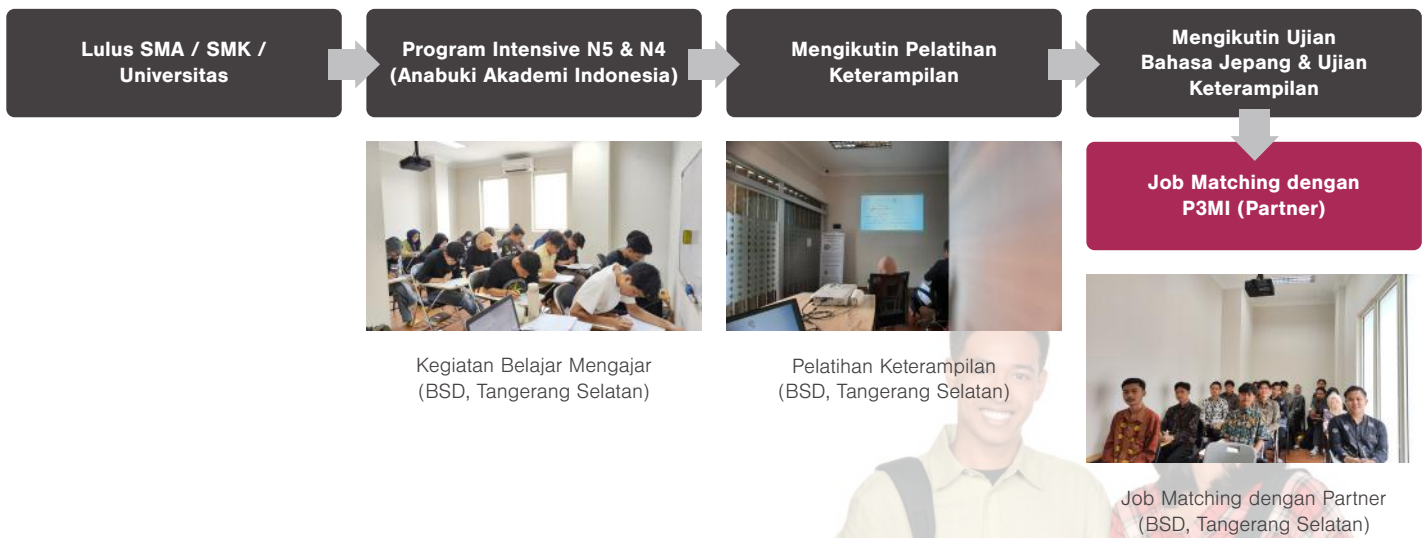 Lulus SMA / SMK /
Universitas
Program Intensive N5 & N4
(Anabuki Akademi Indonesia)
Mengikutin Pelatihan
Keterampilan
Mengikutin Ujian
Bahasa Jepang & Ujian
Keterampilan
Job Matching dengan
P3MI (Partner)
Kegiatan Belajar Mengajar
(BSD, Tangerang Selatan)
Pelatihan Keterampilan
(BSD, Tangerang Selatan)
Job Matching dengan Partner
(BSD, Tangerang Selatan)